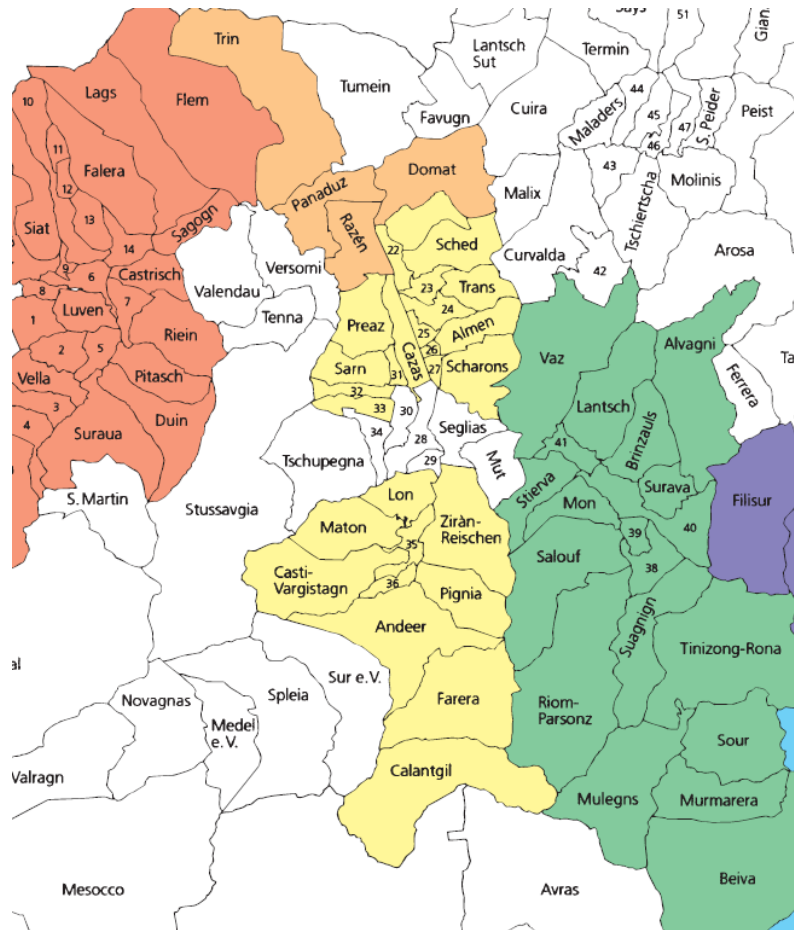 Says
51
Trin
Lantsch
Sut
Termin
Lags
Flem
Tumein
44
10
Favugn
Cuira
Maladers
45
47
S. Peider
Peist
46
11
Falera
Domat
43
12
Panaduz
Malix
Molinis
13
Razén
Tschiertscha
Siat
Sagogn
22
Sched
14
Curvalda
Arosa
9
6
Castrisch
Versomi
42
8
Valendau
23
Trans
1
Luven
7
24
Tenna
Preaz
25
Almen
2
5
Riein
Cazas
26
Vaz
Alvagni
Vella
Pitasch
Sarn
31
27
Scharons
Ferrera
Ta
3
32
Lantsch
4
Duin
33
30
Suraua
34
28
Seglias
41
Brinzauls
Tschupegna
29
Mut
Stierva
S. Martin
Lon
Surava
Filisur
Stussavgia
Mon
Maton
Ziràn-
Reischen
40
35
39
Salouf
Casti-
Vargistagn
36
38
Pignia
Andeer
Suagnign
Tinizong-Rona
al
Sur e.V.
Spleia
Novagnas
Farera
Riom-
Parsonz
Medel
e.V.
Sour
Calantgil
Valragn
Mulegns
Murmarera
Mesocco
Avras
Beiva